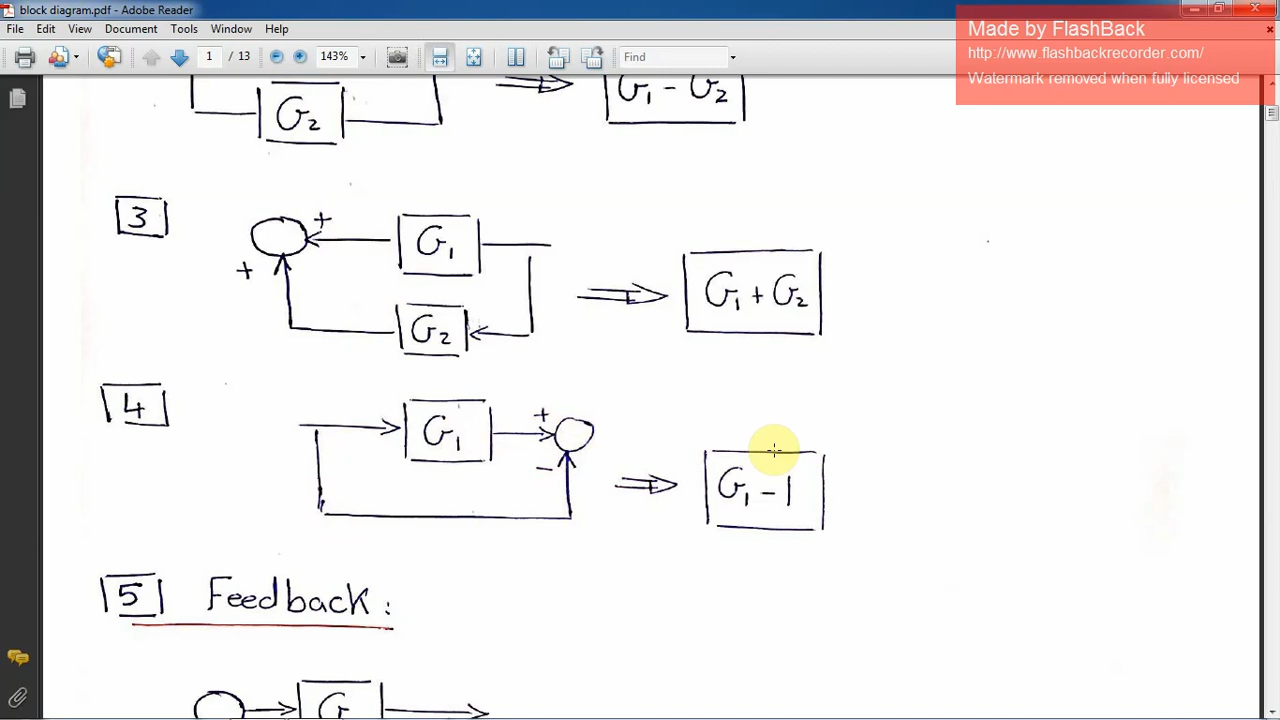 block diagram.pdf - Adobe Reader
File Edit View Document Tools Window Help
1 / 13 143% Find
Made by FlashBack
http://www.flashbackrecorder.com/
Watermark removed when fully licensed
G₂
G₁ - G₂
3
+
G₁
+
G₂
G₁ + G₂
4
G₁
+
-
G₁ - 1
5 Feedback:
G